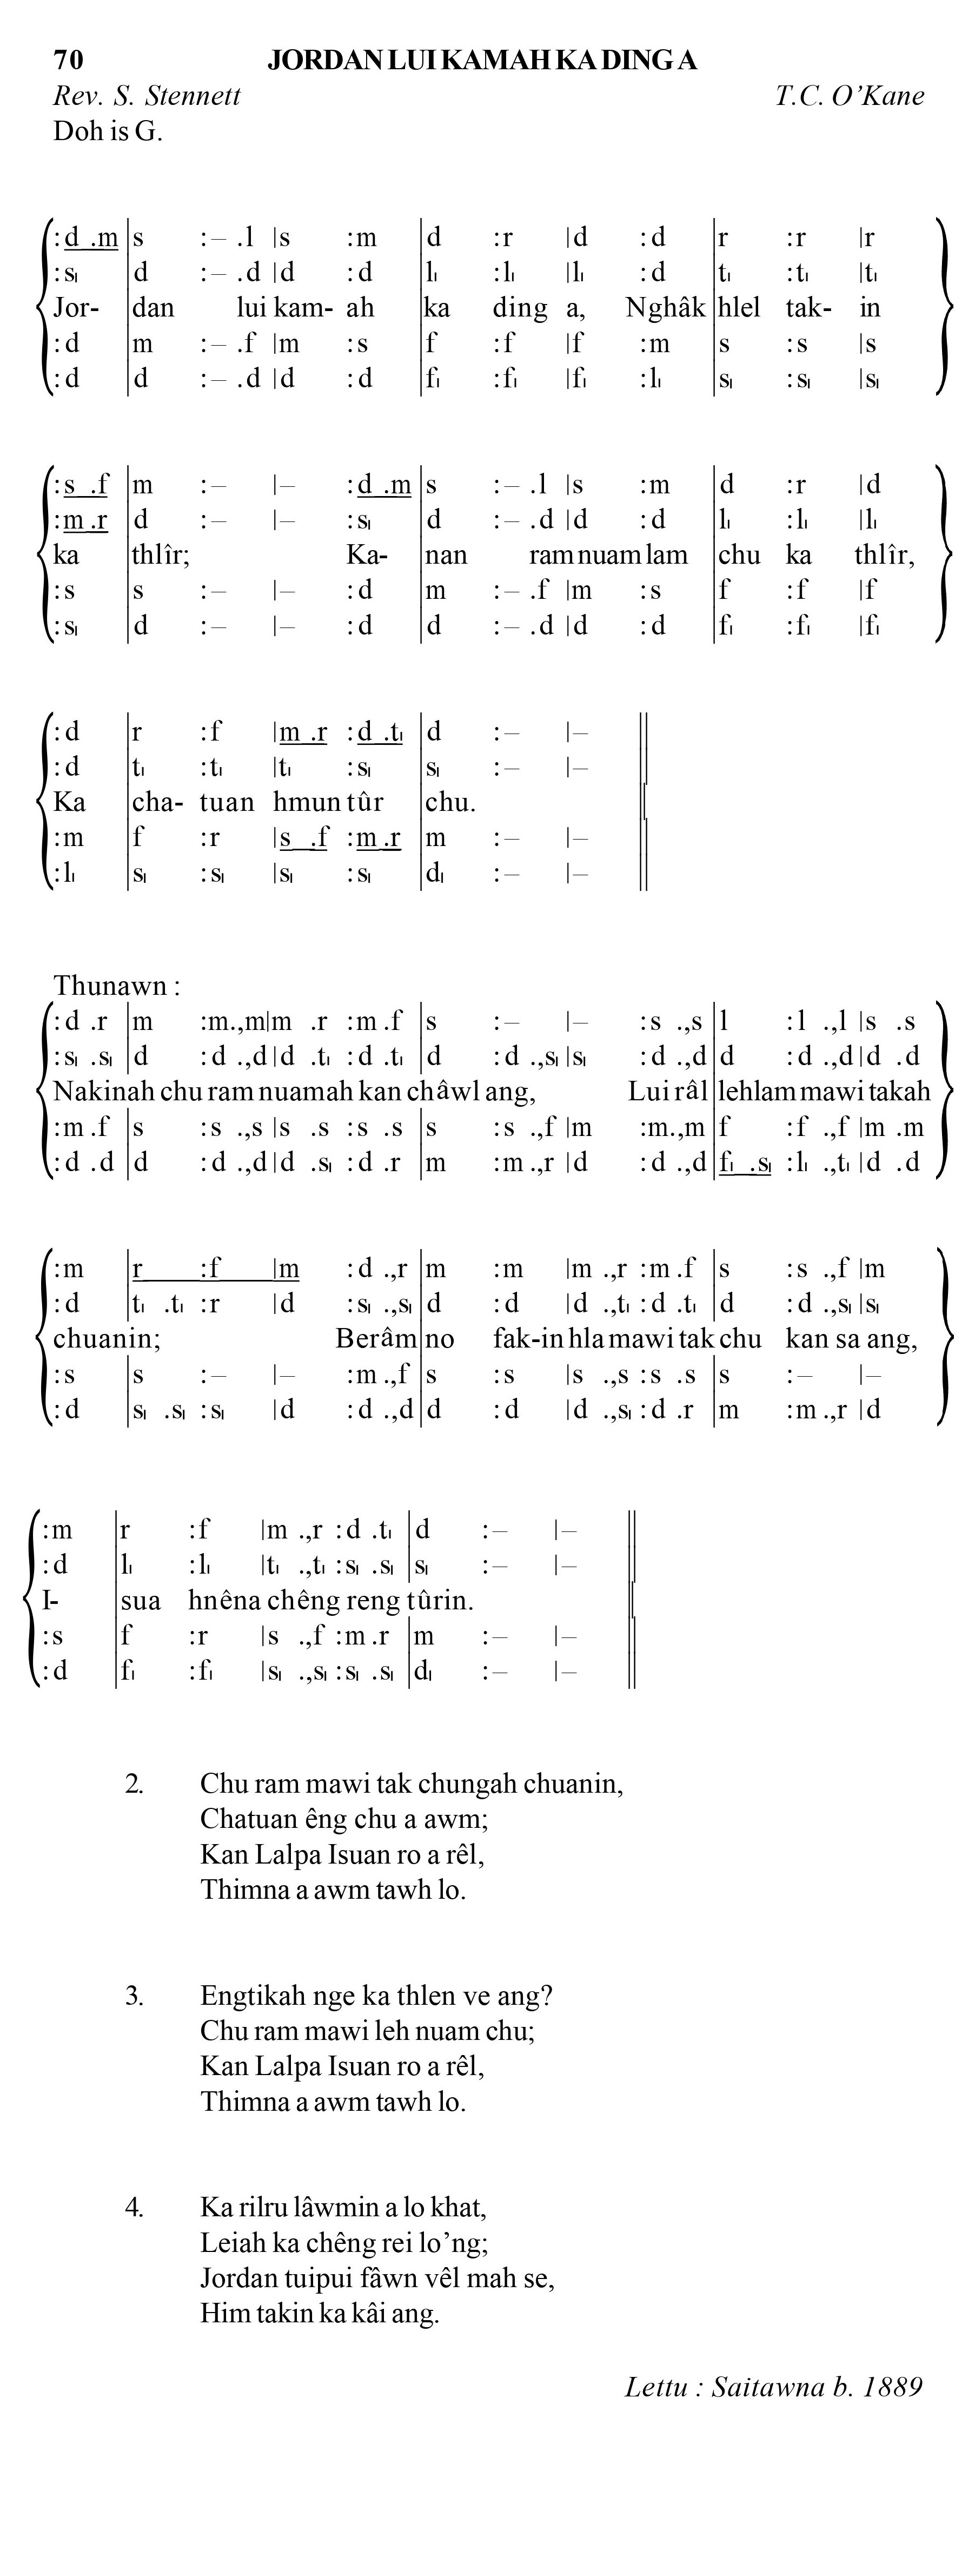 70 JORDAN LUI KAMAH KA DING A
Rev. S. Stennett T.C. O’Kane
Doh is G.
:d .m |s :– .l |s :m |d :r |d :d |r :r |r
:s₁ |d :– .d |d :d |l₁ :l₁ |l₁ :d |t₁ :t₁ |t₁
Jor- dan lui kam- ah ka ding a, Nghâk hlel tak- in
:d |m :– .f |m :s |f :f |f :m |s :s |s
:d |d :– .d |d :d |f₁ :f₁ |f₁ :l₁ |s₁ :s₁ |s₁
:s .f |m :– |– :d .m |s :– .l |s :m |d :r |d
:m .r |d :– |– :s₁ |d :– .d |d :d |l₁ :l₁ |l₁
ka thlîr; Ka- nan ram nuam lam chu ka thlîr,
:s |s :– |– :d |m :– .f |m :s |f :f |f
:s₁ |d :– |– :d |d :– .d |d :d |f₁ :f₁ |f₁
:d |r :f |m .r :d .t₁ |d :– |– ||
:d |t₁ :t₁ |t₁ :s₁ |s₁ :– |– ||
Ka cha- tuan hmun tûr chu.
:m |f :r |s .f :m .r |m :– |– ||
:l₁ |s₁ :s₁ |s₁ :s₁ |d₁ :– |– ||
Thunawn :
:d .r |m :m.,m|m .r :m .f |s :– |– :s .,s |l :l .,l |s .s
:s₁ .s₁ |d :d .,d |d .t₁ :d .t₁ |d :d .,s₁ |s₁ :d .,d |d :d .,d |d .d
Nakinah chu ram nuamah kan châwl ang, Lui râl lehlam mawi takah
:m .f |s :s .,s |s .s :s .s |s :s .,f |m :m.,m |f :f .,f |m .m
:d .d |d :d .,d |d .s₁ :d .r |m :m .,r |d :d .,d |f₁ .s₁ :l₁ .,t₁ |d .d
:m |r :f |m :d .,r |m :m |m .,r :m .f |s :s .,f |m
:d |t₁ .t₁ :r |d :s₁ .,s₁ |d :d |d .,t₁ :d .t₁ |d :d .,s₁ |s₁
chuanin; Berâm no fak-in hla mawi tak chu kan sa ang,
:s |s :– |– :m .,f |s :s |s .,s :s .s |s :– |–
:d |s₁ .s₁ :s₁ |d :d .,d |d :d |d .,s₁ :d .r |m :m .,r |d
:m |r :f |m .,r :d .t₁ |d :– |– ||
:d |l₁ :l₁ |t₁ .,t₁ :s₁ .s₁ |s₁ :– |– ||
I- sua hnêna chêng reng tûrin.
:s |f :r |s .,f :m .r |m :– |– ||
:d |f₁ :f₁ |s₁ .,s₁ :s₁ .s₁ |d₁ :– |– ||
2. Chu ram mawi tak chungah chuanin,
Chatuan êng chu a awm;
Kan Lalpa Isuan ro a rêl,
Thimna a awm tawh lo.
3. Engtikah nge ka thlen ve ang?
Chu ram mawi leh nuam chu;
Kan Lalpa Isuan ro a rêl,
Thimna a awm tawh lo.
4. Ka rilru lâwmin a lo khat,
Leiah ka chêng rei lo’ng;
Jordan tuipui fâwn vêl mah se,
Him takin ka kâi ang.
Lettu : Saitawna b. 1889